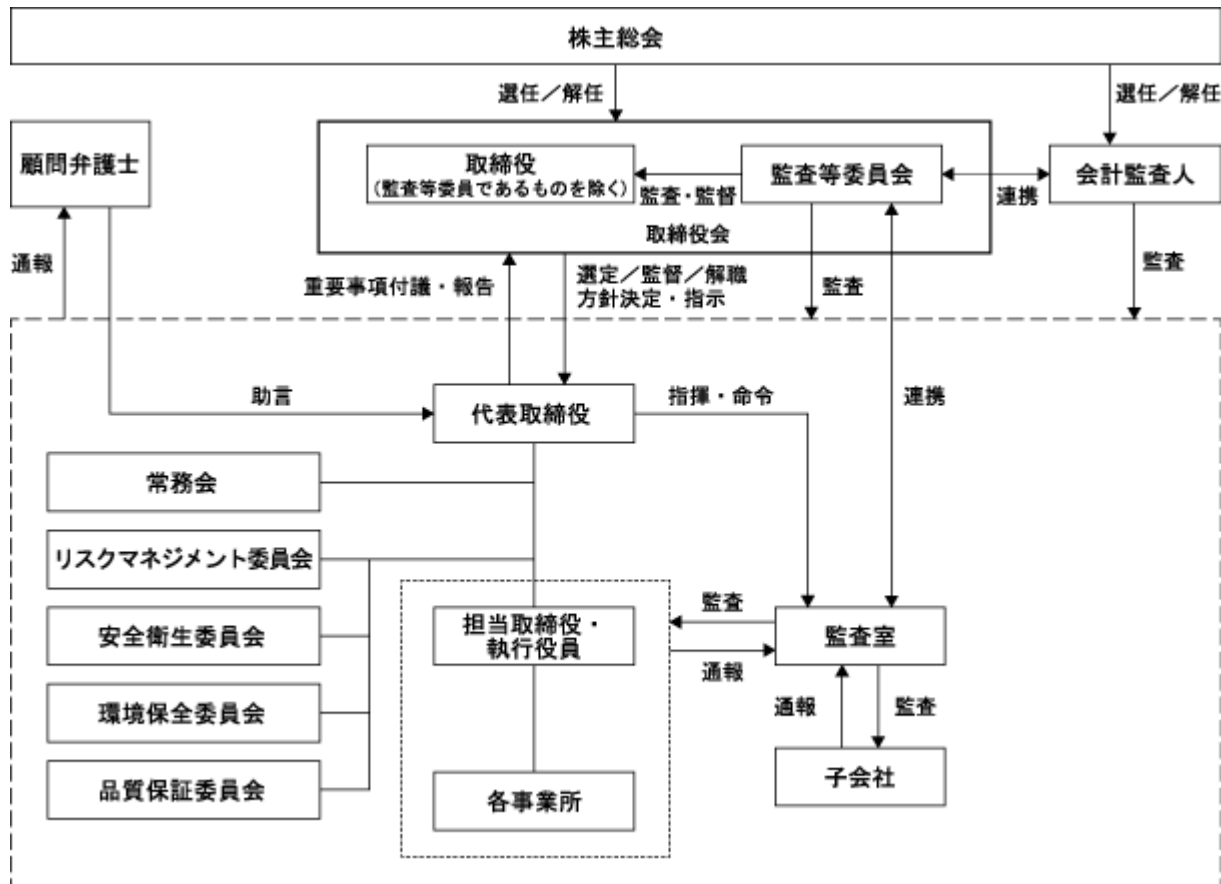 株主総会
選任／解任
選任／解任
顧問弁護士
取締役
（監査等委員であるものを除く）
監査・監督
監査等委員会
連携
会計監査人
取締役会
通報
重要事項付議・報告
選定／監督／解職
方針決定・指示
監査
監査
助言
代表取締役
指揮・命令
連携
常務会
リスクマネジメント委員会
安全衛生委員会
環境保全委員会
品質保証委員会
担当取締役・
執行役員
各事業所
監査
通報
監査室
通報
監査
子会社